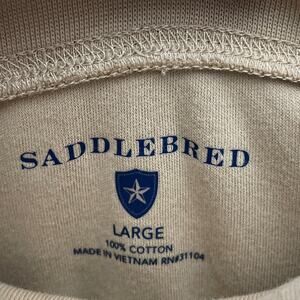 SADDLEBRED
LARGE
100% COTTON
MADE IN VIETNAM RN#31104